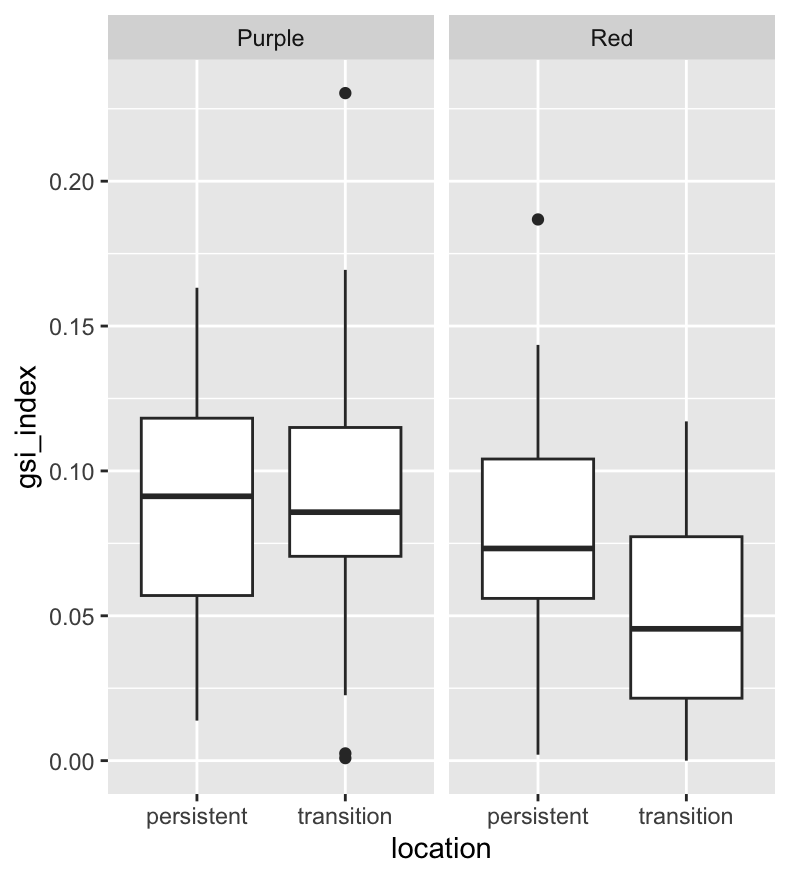 Purple Red
gsi_index
0.20
0.15
0.10
0.05
0.00
persistent transition persistent transition
location